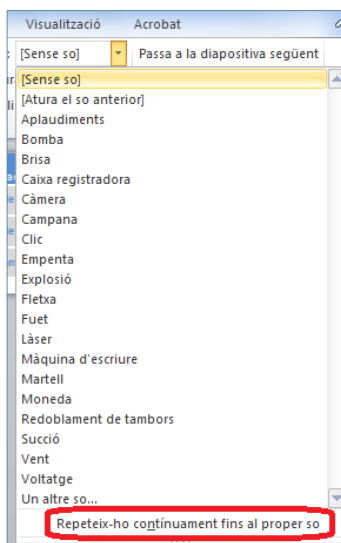 Visualització Acrobat
[Sense so] Passa a la diapositiva següent
[Sense so]
[Atura el so anterior]
Aplaudiments
Bomba
Brisa
Caixa registradora
Càmera
Campana
Clic
Empenta
Explosió
Fletxa
Fuet
Làser
Màquina d'escriure
Martell
Moneda
Redoblament de tambors
Succió
Vent
Voltatge
Un altre so...
Repeteix-ho contínuament fins al proper so